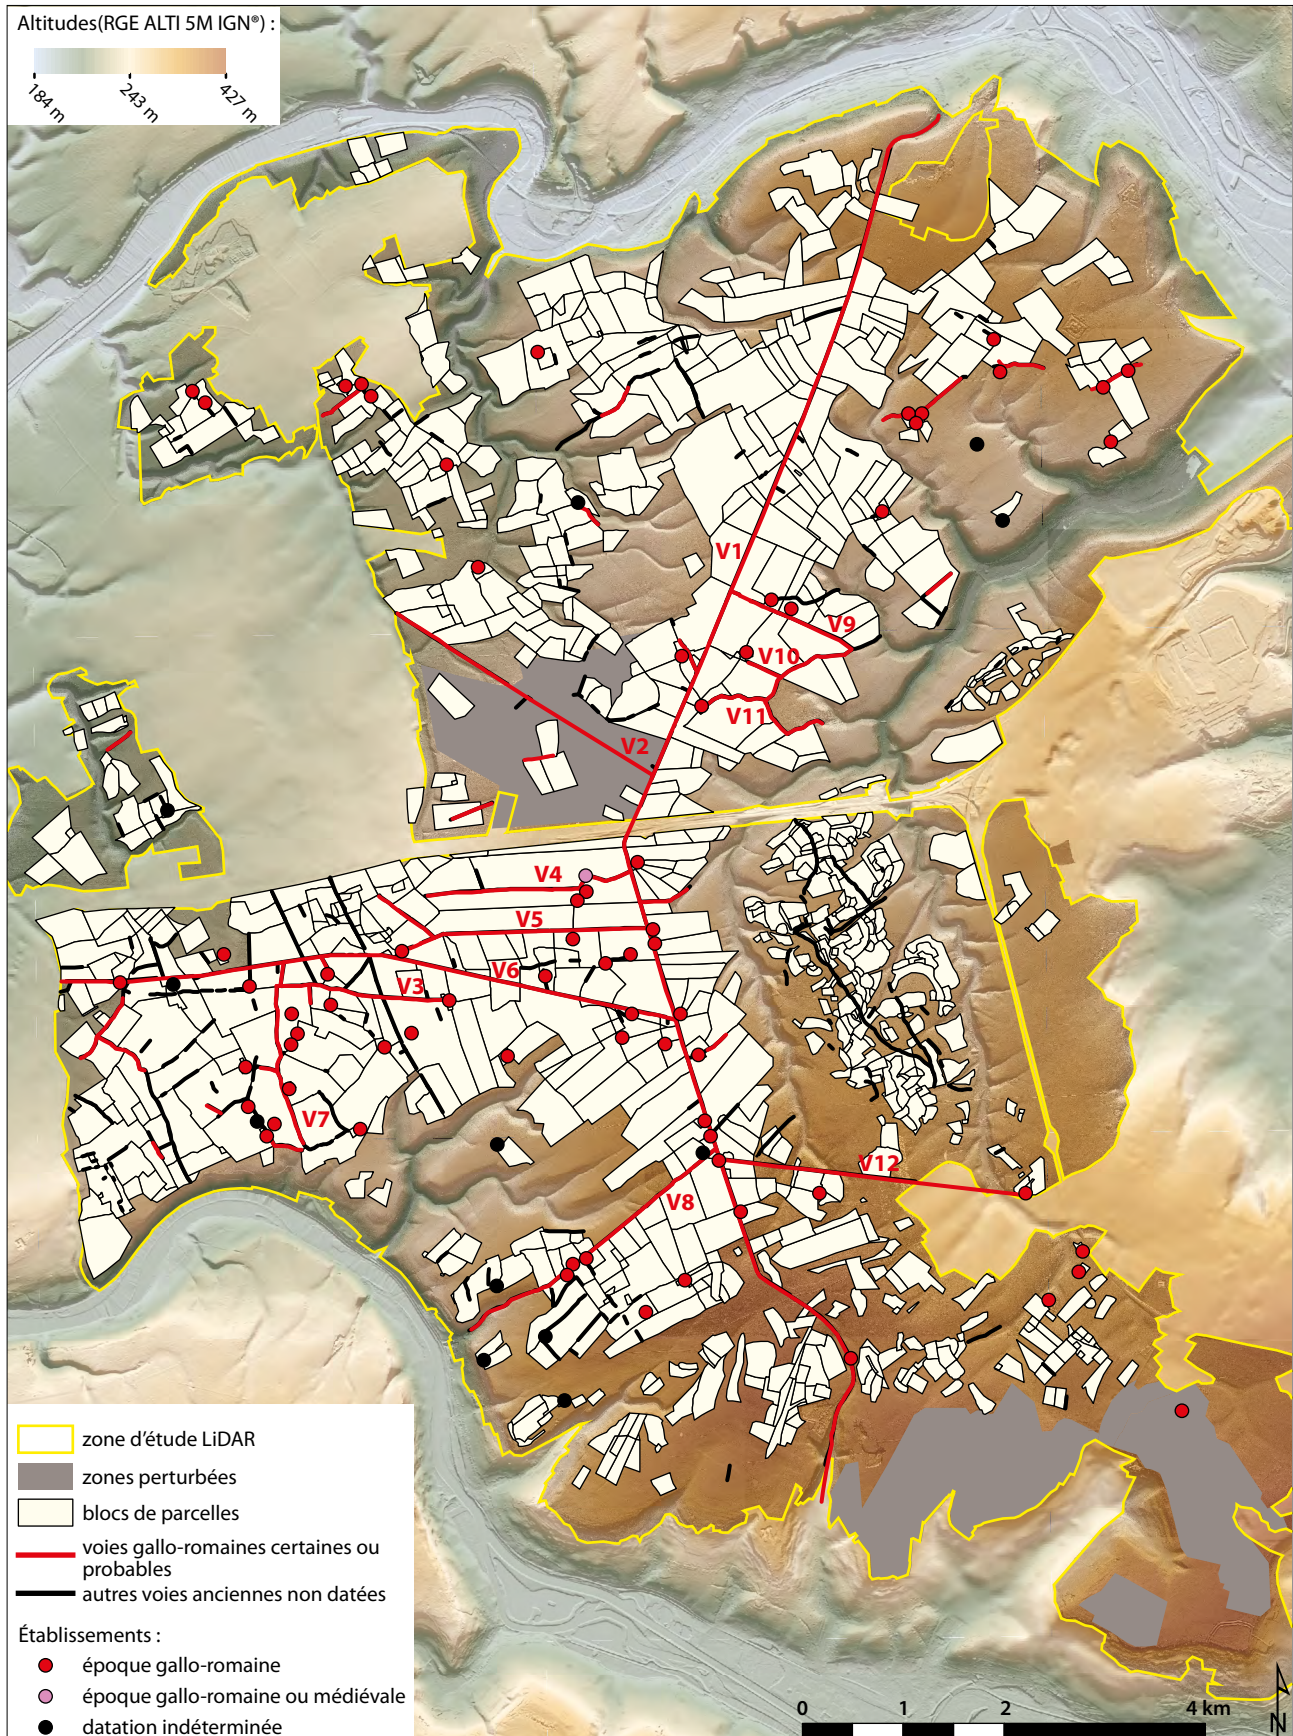 Altitudes(RGE ALTI 5M IGN®) :
184 m
243 m
427 m
V1
V9
V10
V11
V2
V4
V5
V6
V3
V7
V12
V8
zone d'étude LiDAR
zones perturbées
blocs de parcelles
voies gallo-romaines certaines ou
probables
autres voies anciennes non datées
Établissements :
époque gallo-romaine
époque gallo-romaine ou médiévale
datation indéterminée
0 1 2 4 km
N